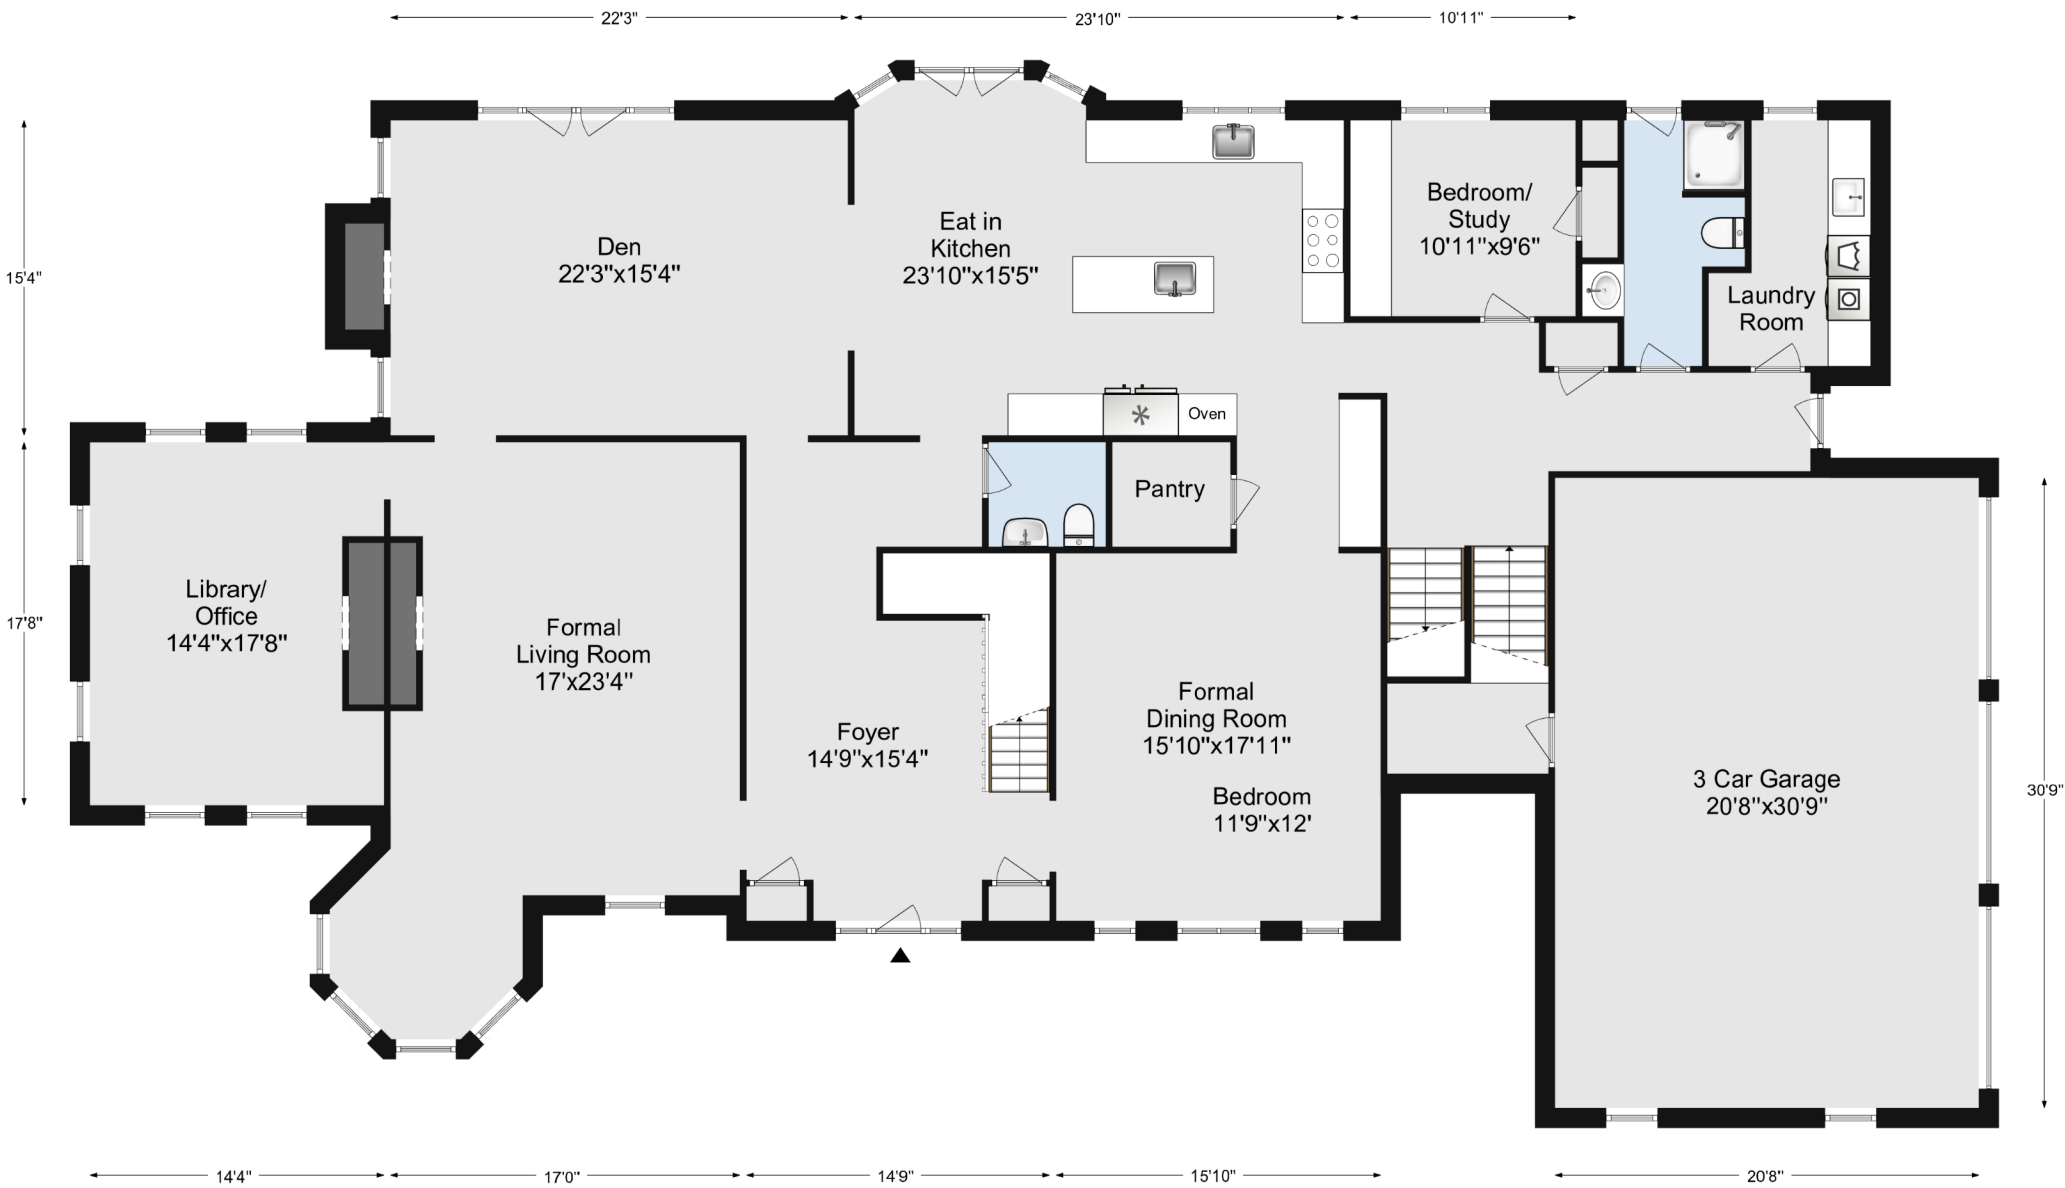 22'3"
23'10"
10'11"
15'4"
Den
22'3"x15'4"
Eat in
Kitchen
23'10"x15'5"
Bedroom/
Study
10'11"x9'6"
Laundry
Room
Oven
Pantry
17'8"
Library/
Office
14'4"x17'8"
Formal
Living Room
17'x23'4"
Foyer
14'9"x15'4"
Formal
Dining Room
15'10"x17'11"
Bedroom
11'9"x12'
3 Car Garage
20'8"x30'9"
30'9"
14'4"
17'0"
14'9"
15'10"
20'8"